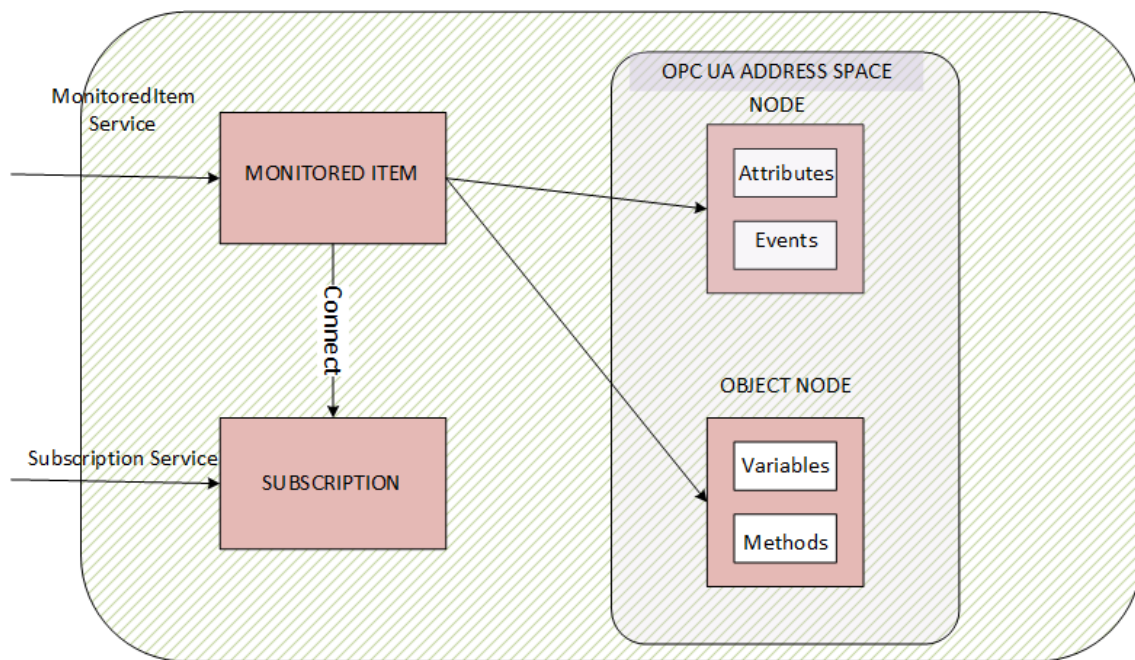 MonitoredItem
Service
MONITORED ITEM
Connect
Subscription Service
SUBSCRIPTION
OPC UA ADDRESS SPACE
NODE
Attributes
Events
OBJECT NODE
Variables
Methods